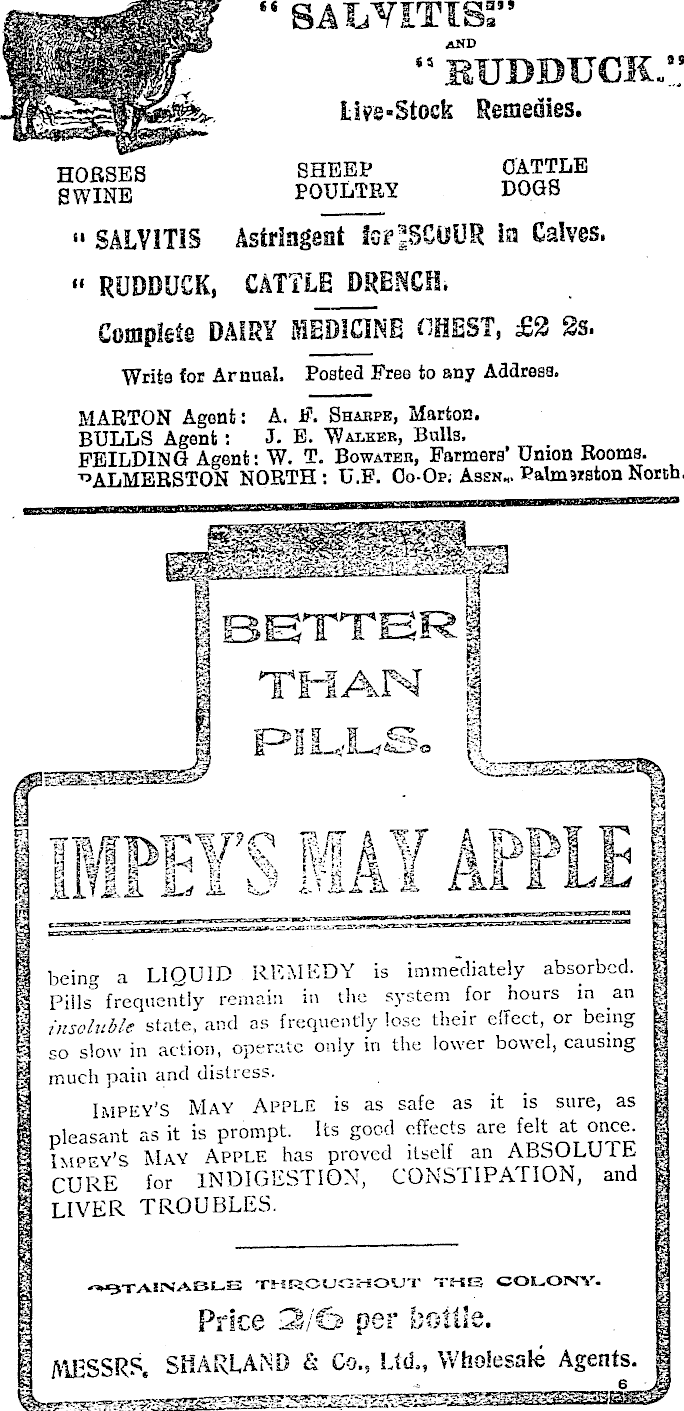 "SALVITIS."
AND
"RUDDUCK."
Live-Stock Remedies.
HORSES SHEEP CATTLE
SWINE POULTRY DOGS
"SALVITIS Astringent for SCOUR in Calves.
"RUDDUCK, CATTLE DRENCH.
Complete DAIRY MEDICINE CHEST, £2 2s.
Write for Annual. Posted Free to any Address.
MARTON Agent: A. F. SHARPE, Marton.
BULLS Agent: J. E. WALKER, Bulls.
FEILDING Agent: W. T. BOWATER, Farmers' Union Rooms.
PALMERSTON NORTH: U.F. Co-Op. Assn., Palmerston North.
BETTER
THAN
PILLS.
IMPEY'S MAY APPLE
being a LIQUID REMEDY is immediately absorbed.
Pills frequently remain in the system for hours in an
insoluble state, and as frequently lose their effect, or being
so slow in action, operate only in the lower bowel, causing
much pain and distress.
IMPEY'S MAY APPLE is as safe as it is sure, as
pleasant as it is prompt. Its good effects are felt at once.
IMPEY'S MAY APPLE has proved itself an ABSOLUTE
CURE for INDIGESTION, CONSTIPATION, and
LIVER TROUBLES.
OBTAINABLE THROUGHOUT THE COLONY.
Price 2/6 per bottle.
MESSRS. SHARLAND & Co., Ltd., Wholesale Agents.
6